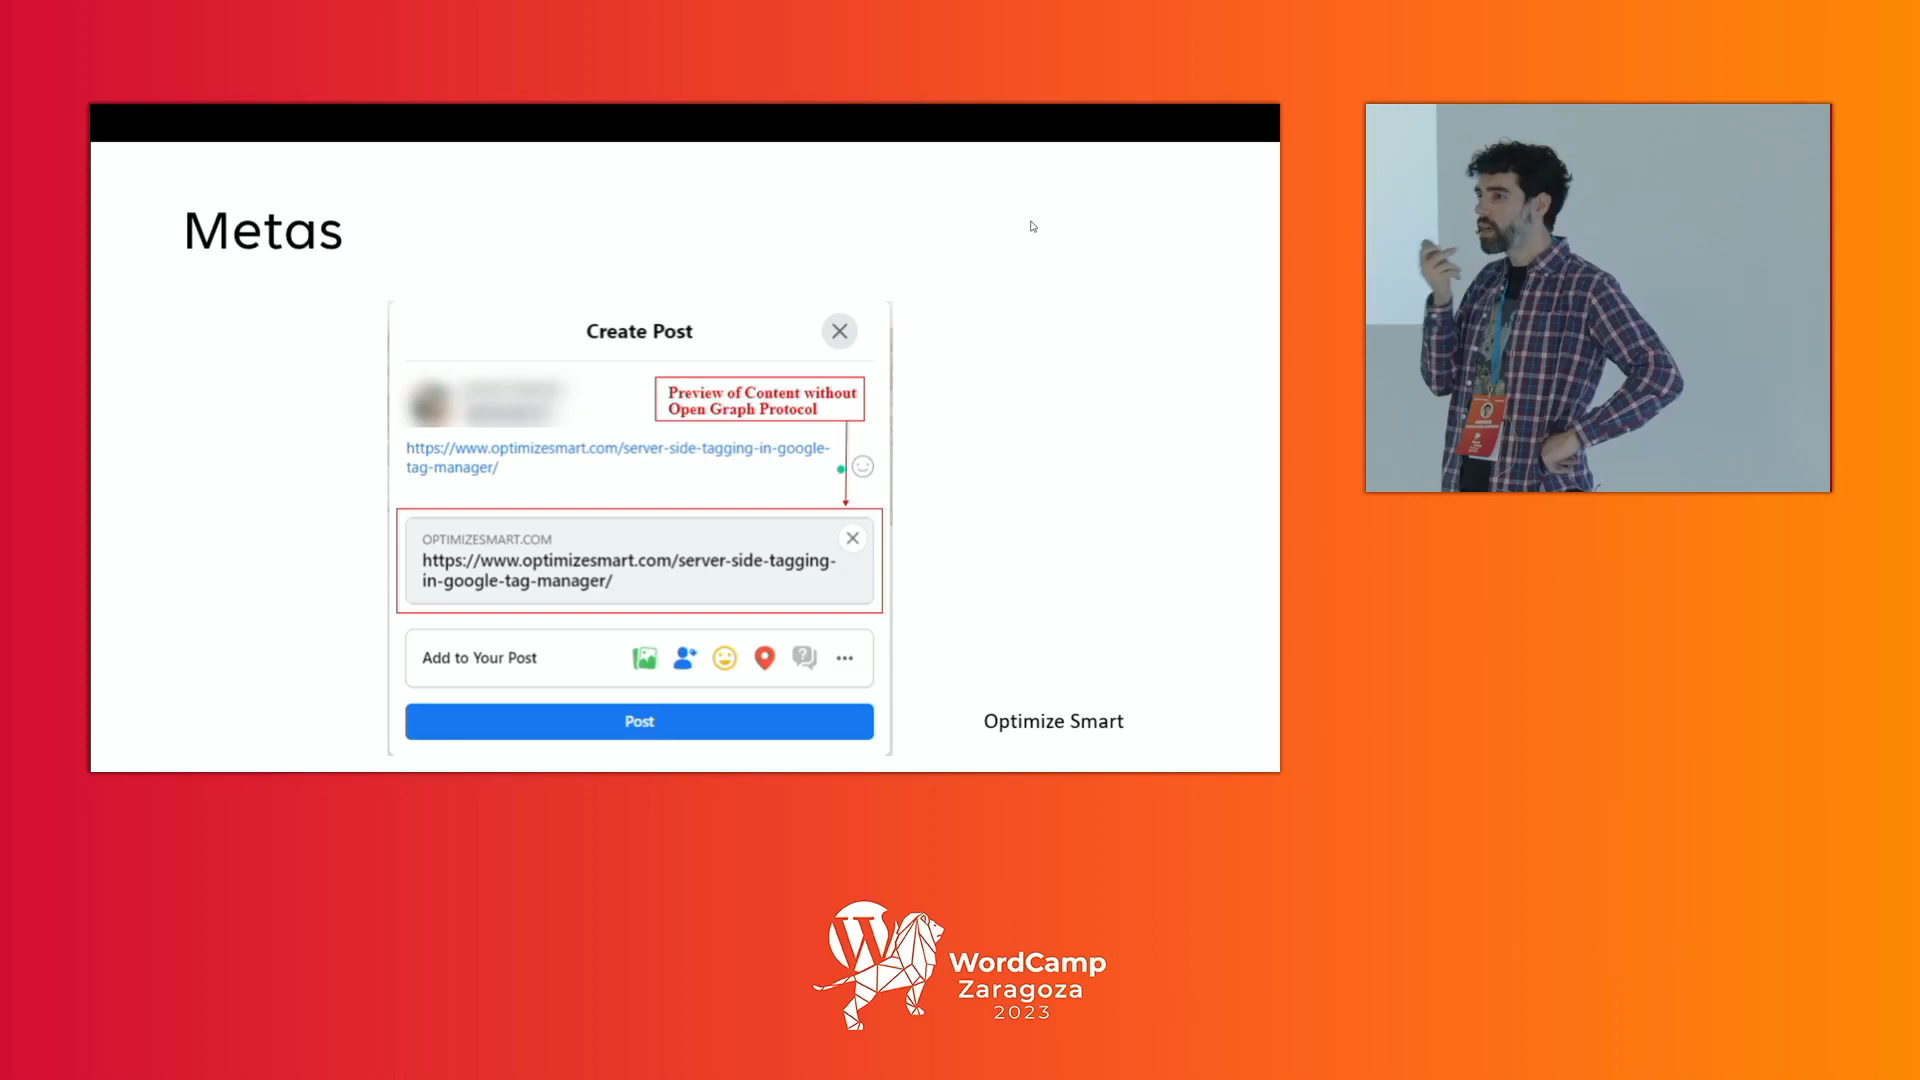 Metas
Create Post
Preview of Content without
Open Graph Protocol
https://www.optimizesmart.com/server-side-tagging-in-google-
tag-manager/
OPTIMIZESMART.COM
https://www.optimizesmart.com/server-side-tagging-
in-google-tag-manager/
Add to Your Post
Post
Optimize Smart
WordCamp
Zaragoza
2023